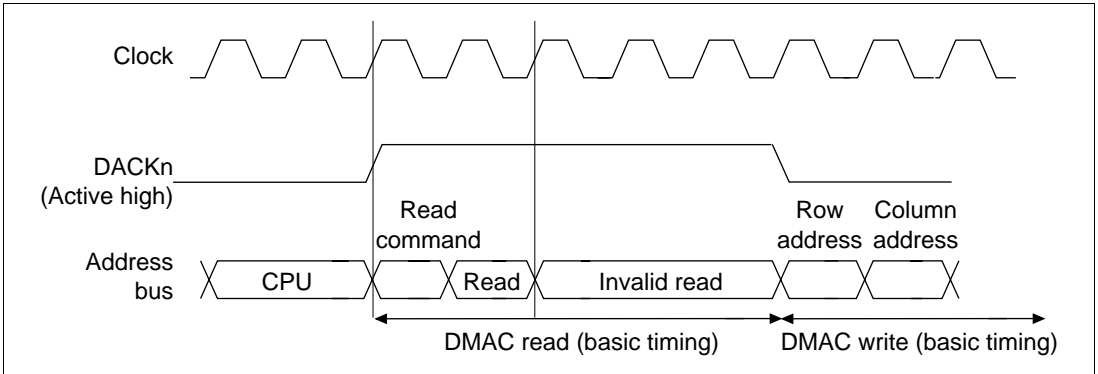 Clock
DACKn
(Active high)
Read
command
Row
address
Column
address
Address
bus
CPU
Read
Invalid read
DMAC read (basic timing)
DMAC write (basic timing)